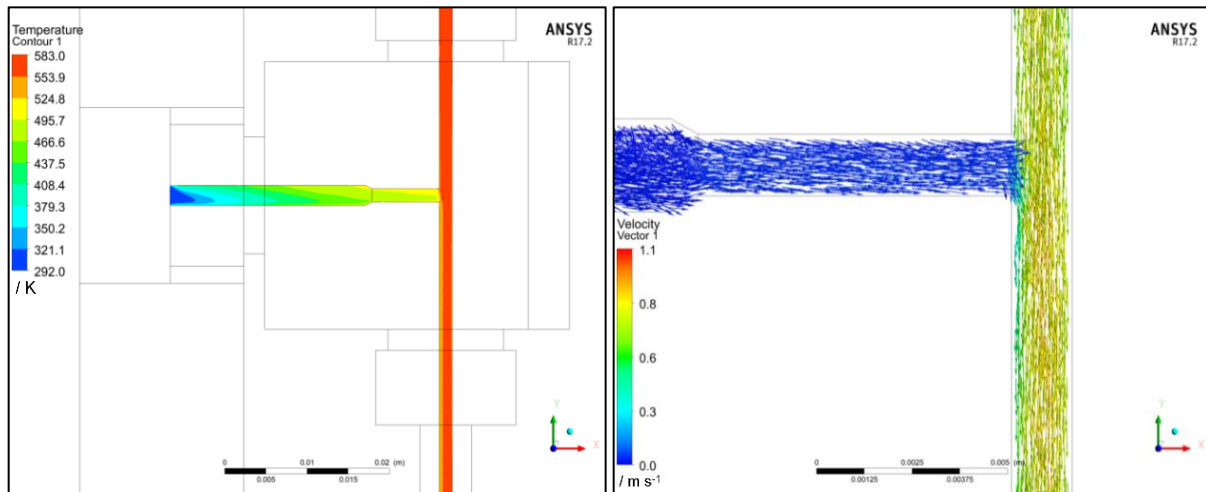 Temperature
Contour 1
583.0
553.9
524.8
495.7
466.6
437.5
408.4
379.3
350.2
321.1
292.0
/ K
ANSYS
R17.2
Y
X
0
0.01
0.02
(m)
0.005
0.015
ANSYS
R17.2
Velocity
Vector 1
1.1
0.8
0.6
0.3
0.0
/ m s⁻¹
Y
X
0
0.0025
0.005
(m)
0.00125
0.00375